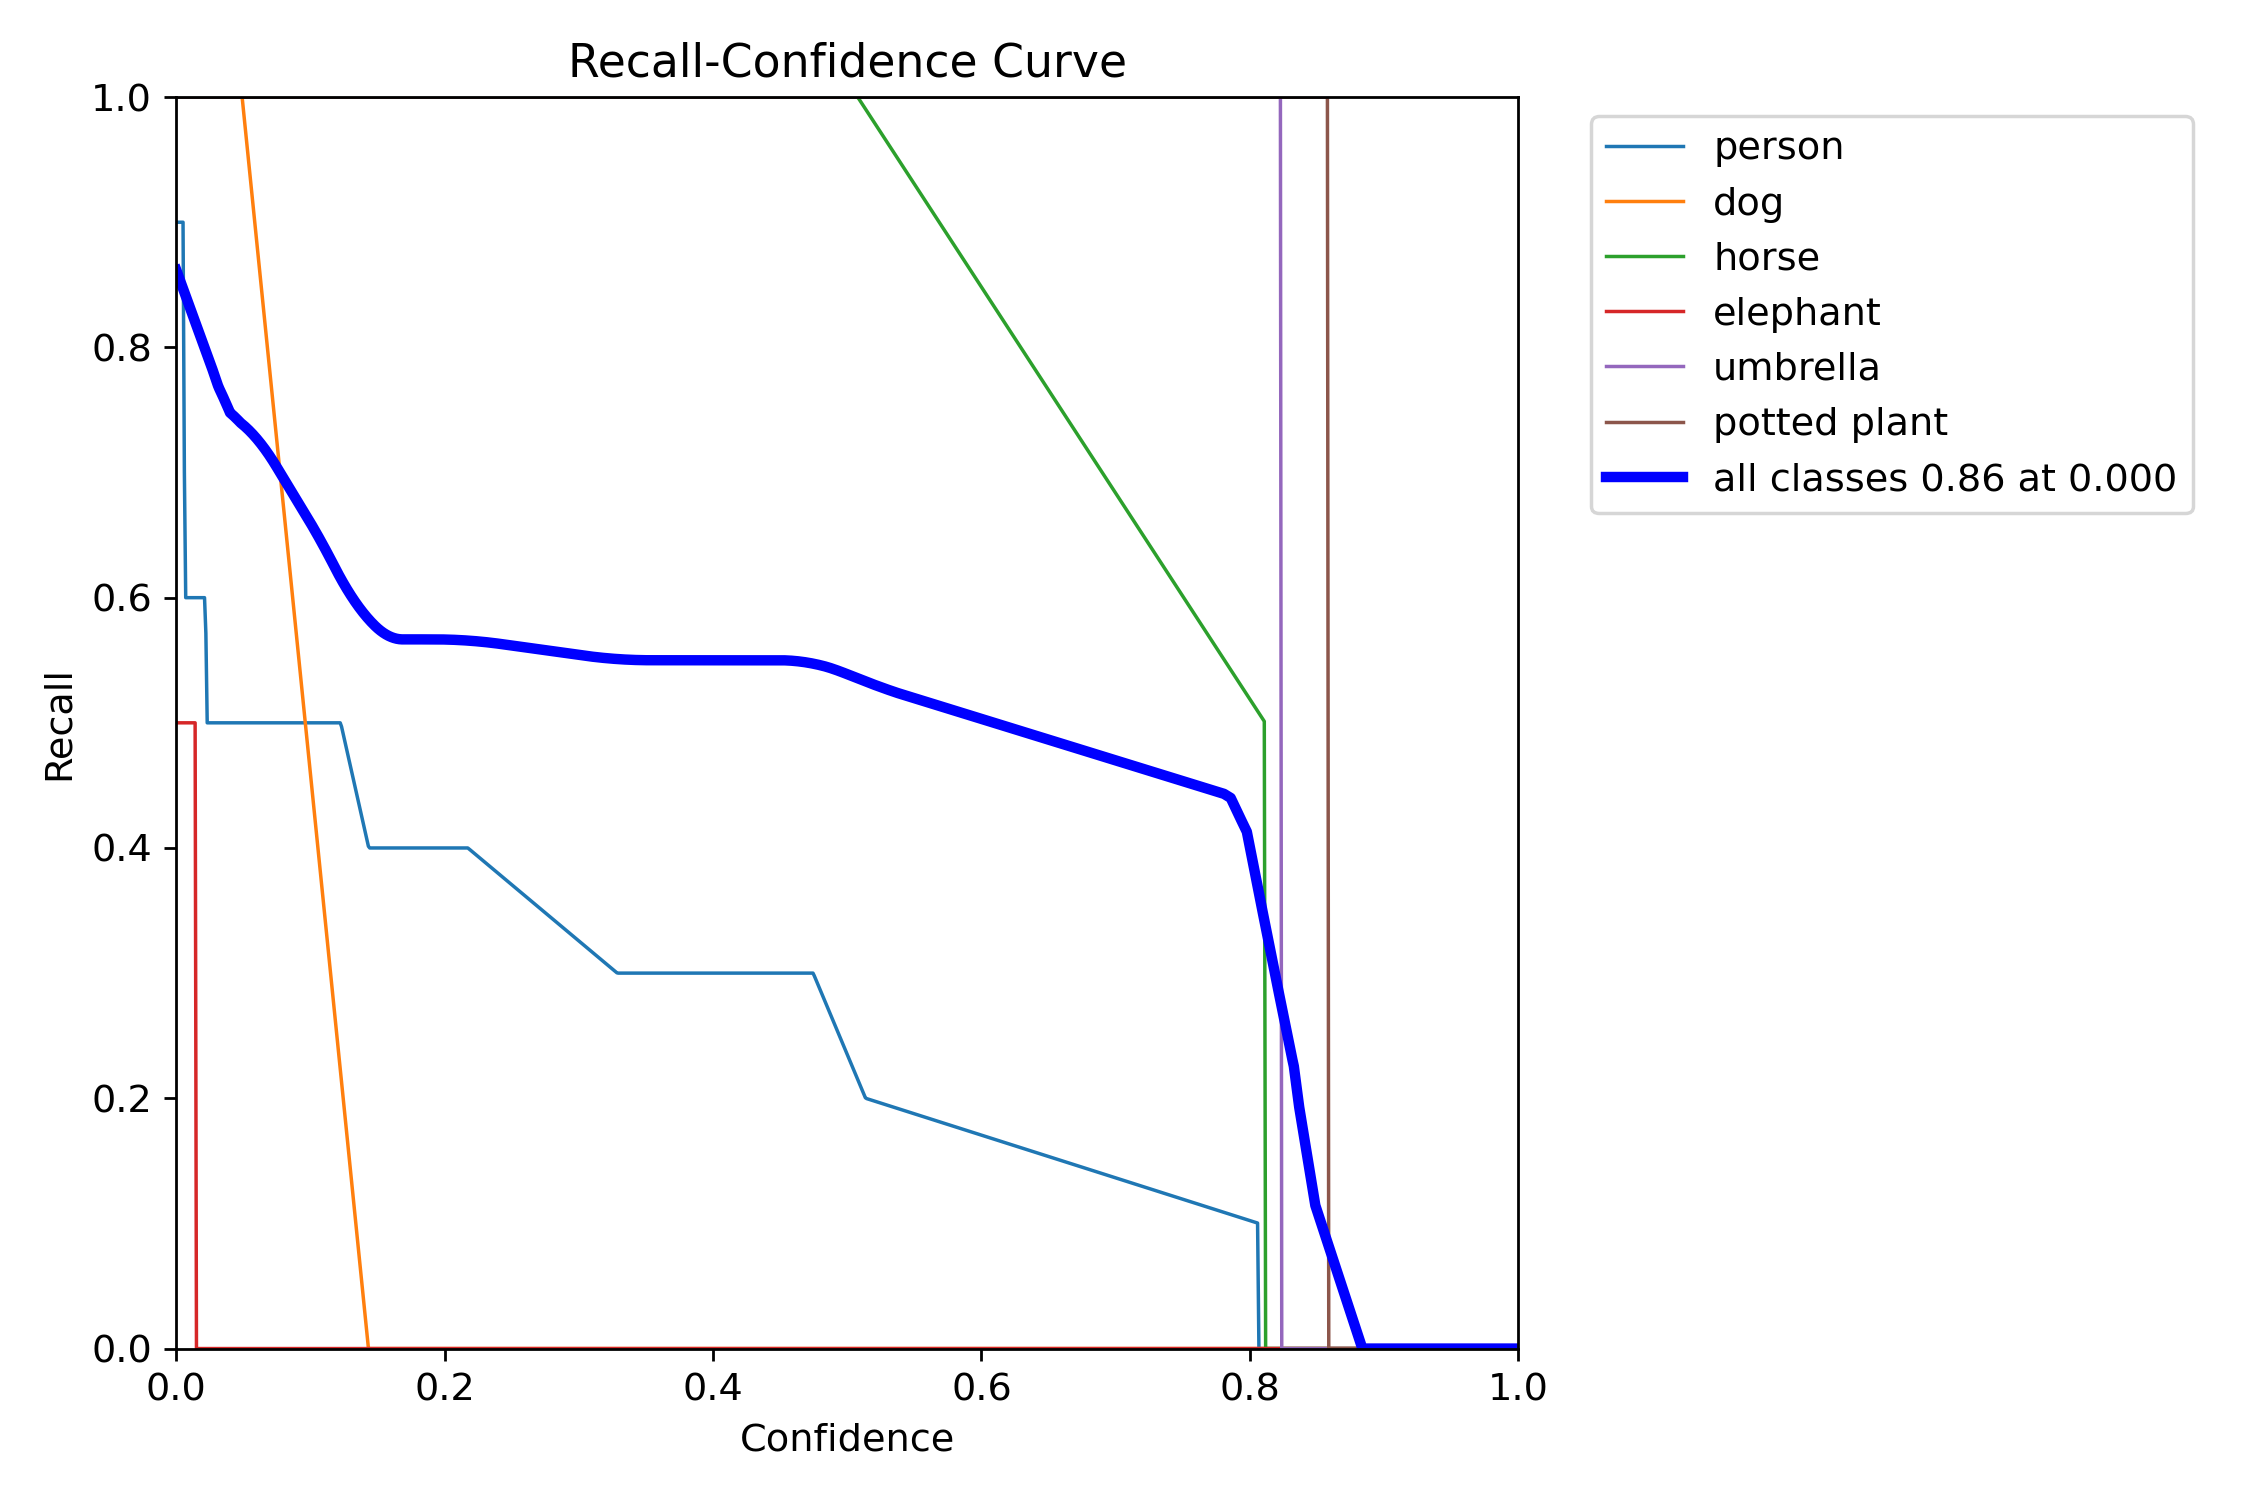 Recall-Confidence Curve
1.0
0.8
0.6
0.4
0.2
0.0
Recall
0.0 0.2 0.4 0.6 0.8 1.0
Confidence
person
dog
horse
elephant
umbrella
potted plant
all classes 0.86 at 0.000